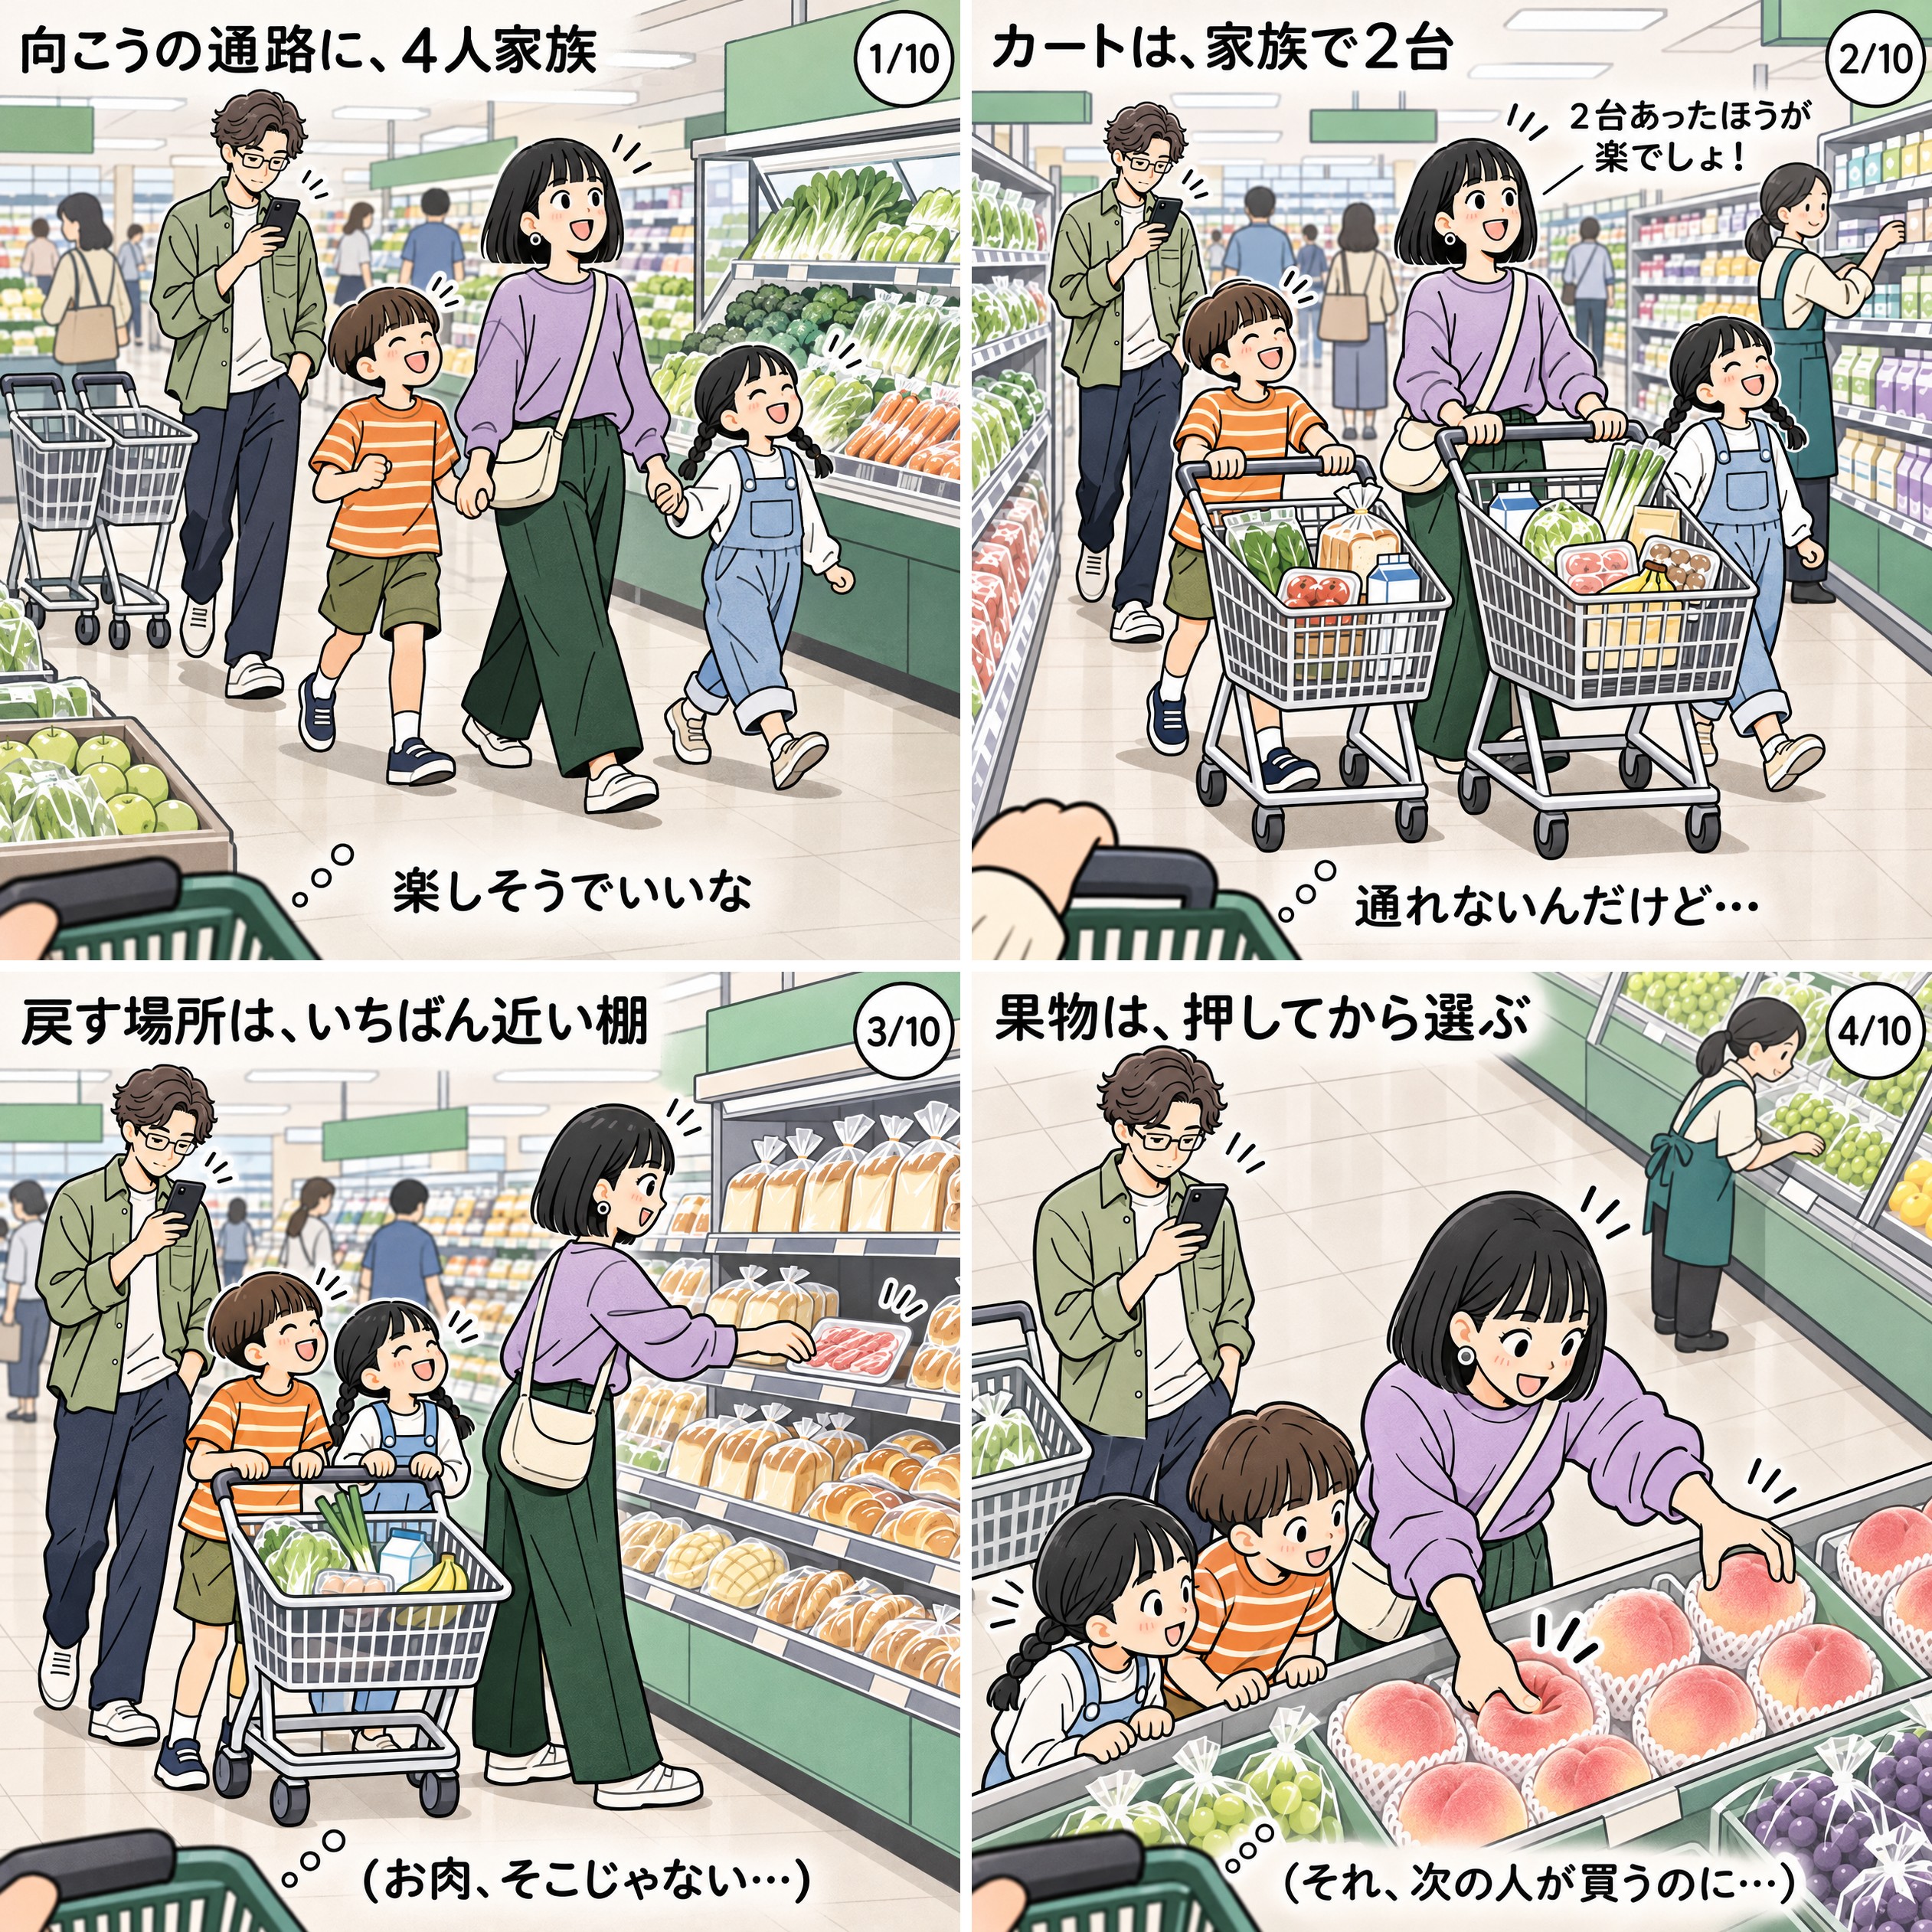 向こうの通路に、4人家族
1/10
楽しそうでいいな
カートは、家族で2台
2/10
2台あったほうが
楽でしょ!
通れないんだけど…
戻す場所は、いちばん近い棚
3/10
(お肉、そこじゃない…)
果物は、押してから選ぶ
4/10
(それ、次の人が買うのに…)